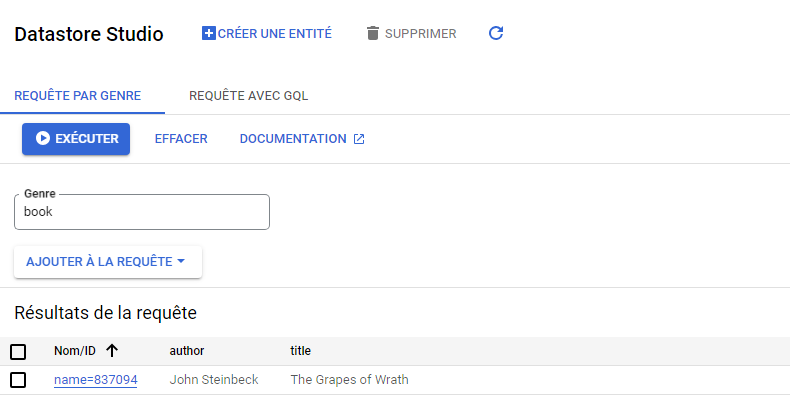 Datastore Studio CRÉER UNE ENTITÉ SUPPRIMER
REQUÊTE PAR GENRE REQUÊTE AVEC GQL
EXÉCUTER EFFACER DOCUMENTATION
Genre
book
AJOUTER À LA REQUÊTE
Résultats de la requête
Nom/ID author title
name=837094 John Steinbeck The Grapes of Wrath